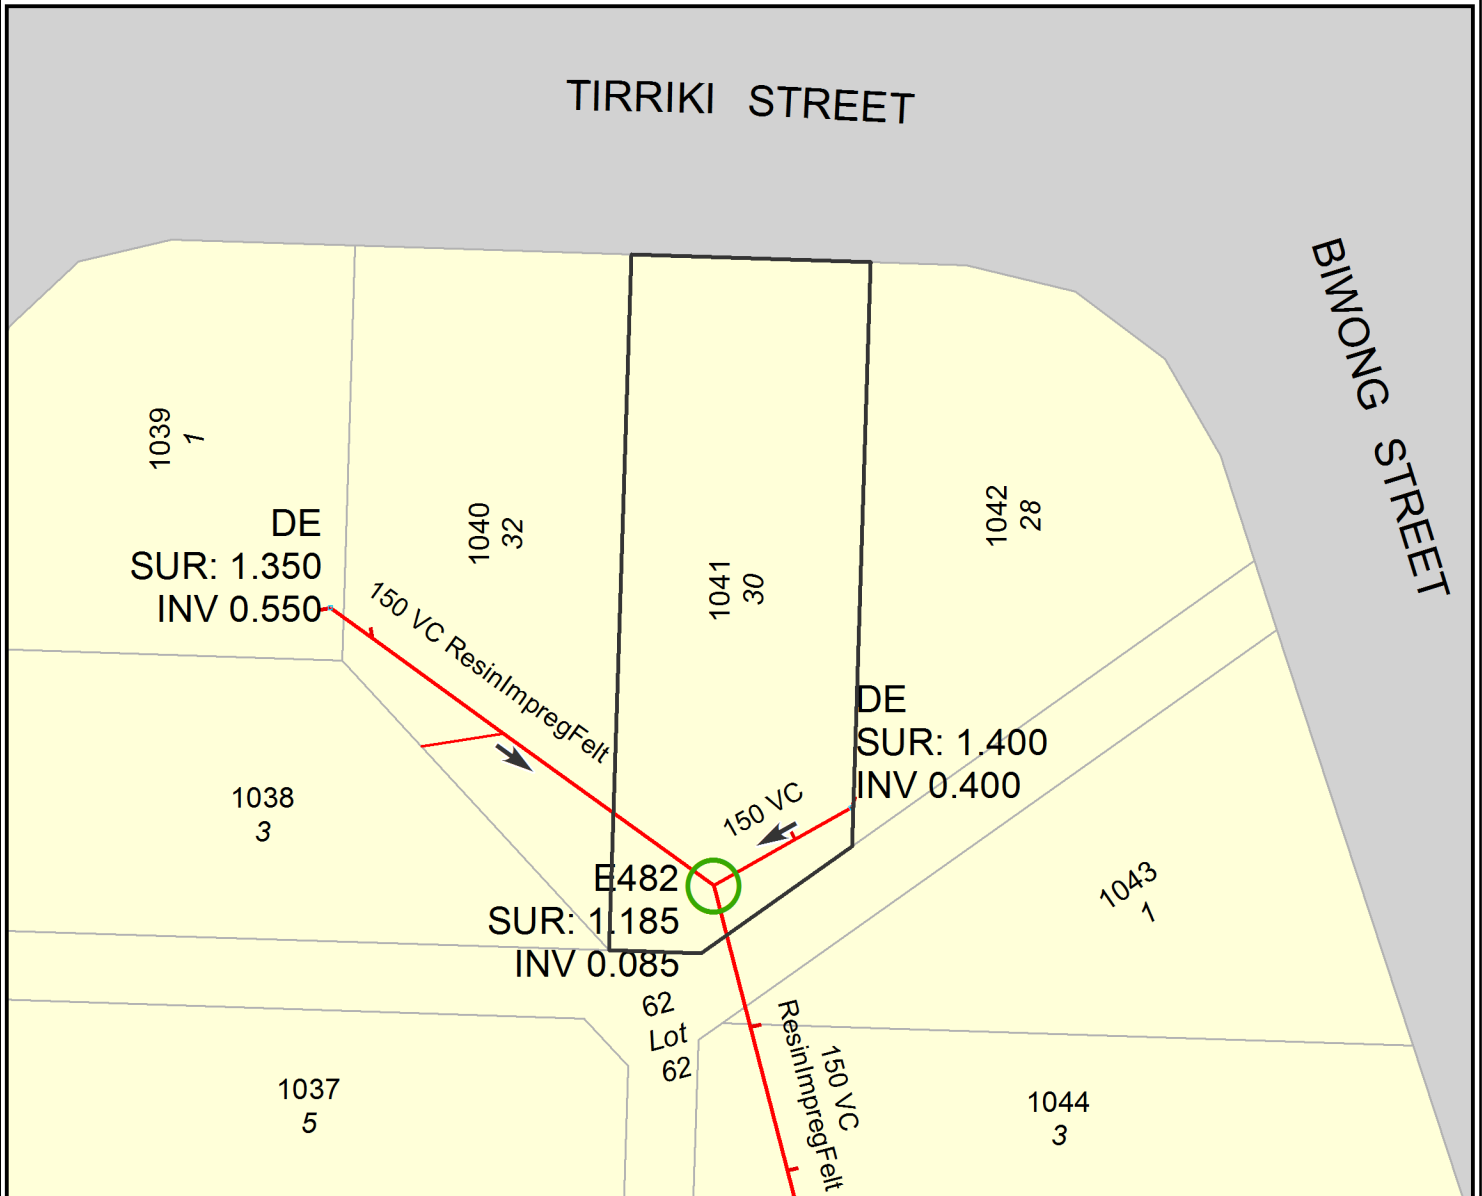 TIRRIKI STREET
BIWONG STREET
1039
1
DE
SUR: 1.350
INV 0.550
1040
32
1041
30
1042
28
150 VC ResinImpregFelt
DE
SUR: 1.400
INV 0.400
150 VC
1038
3
E482
SUR: 1.185
INV 0.085
1043
1
62
Lot
62
150 VC
ResinImpregFelt
1037
5
1044
3